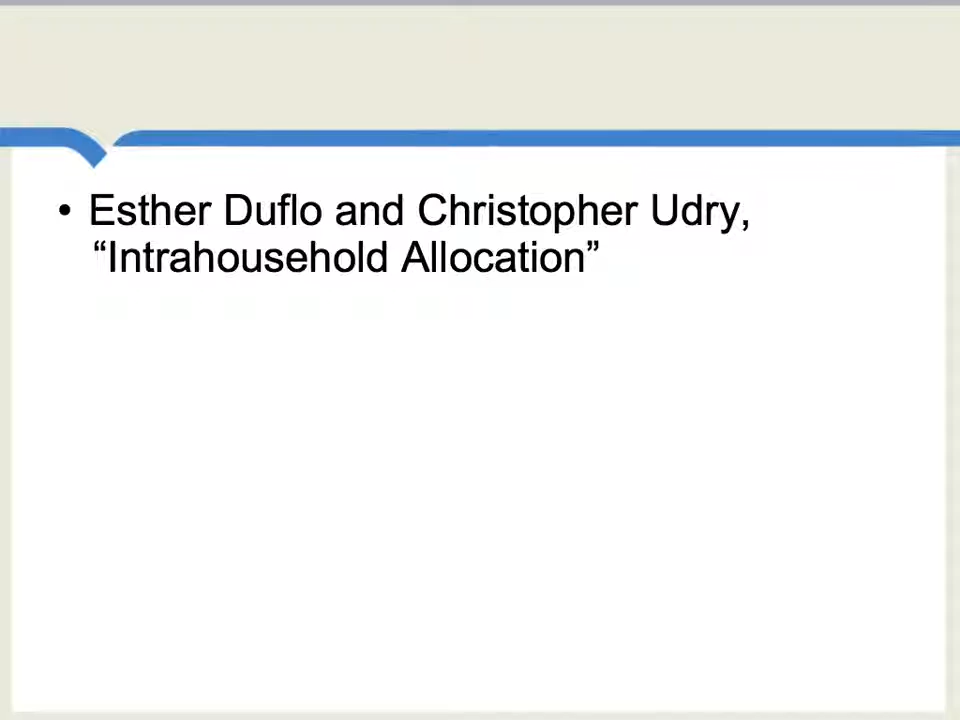 • Esther Duflo and Christopher Udry,
“Intrahousehold Allocation”